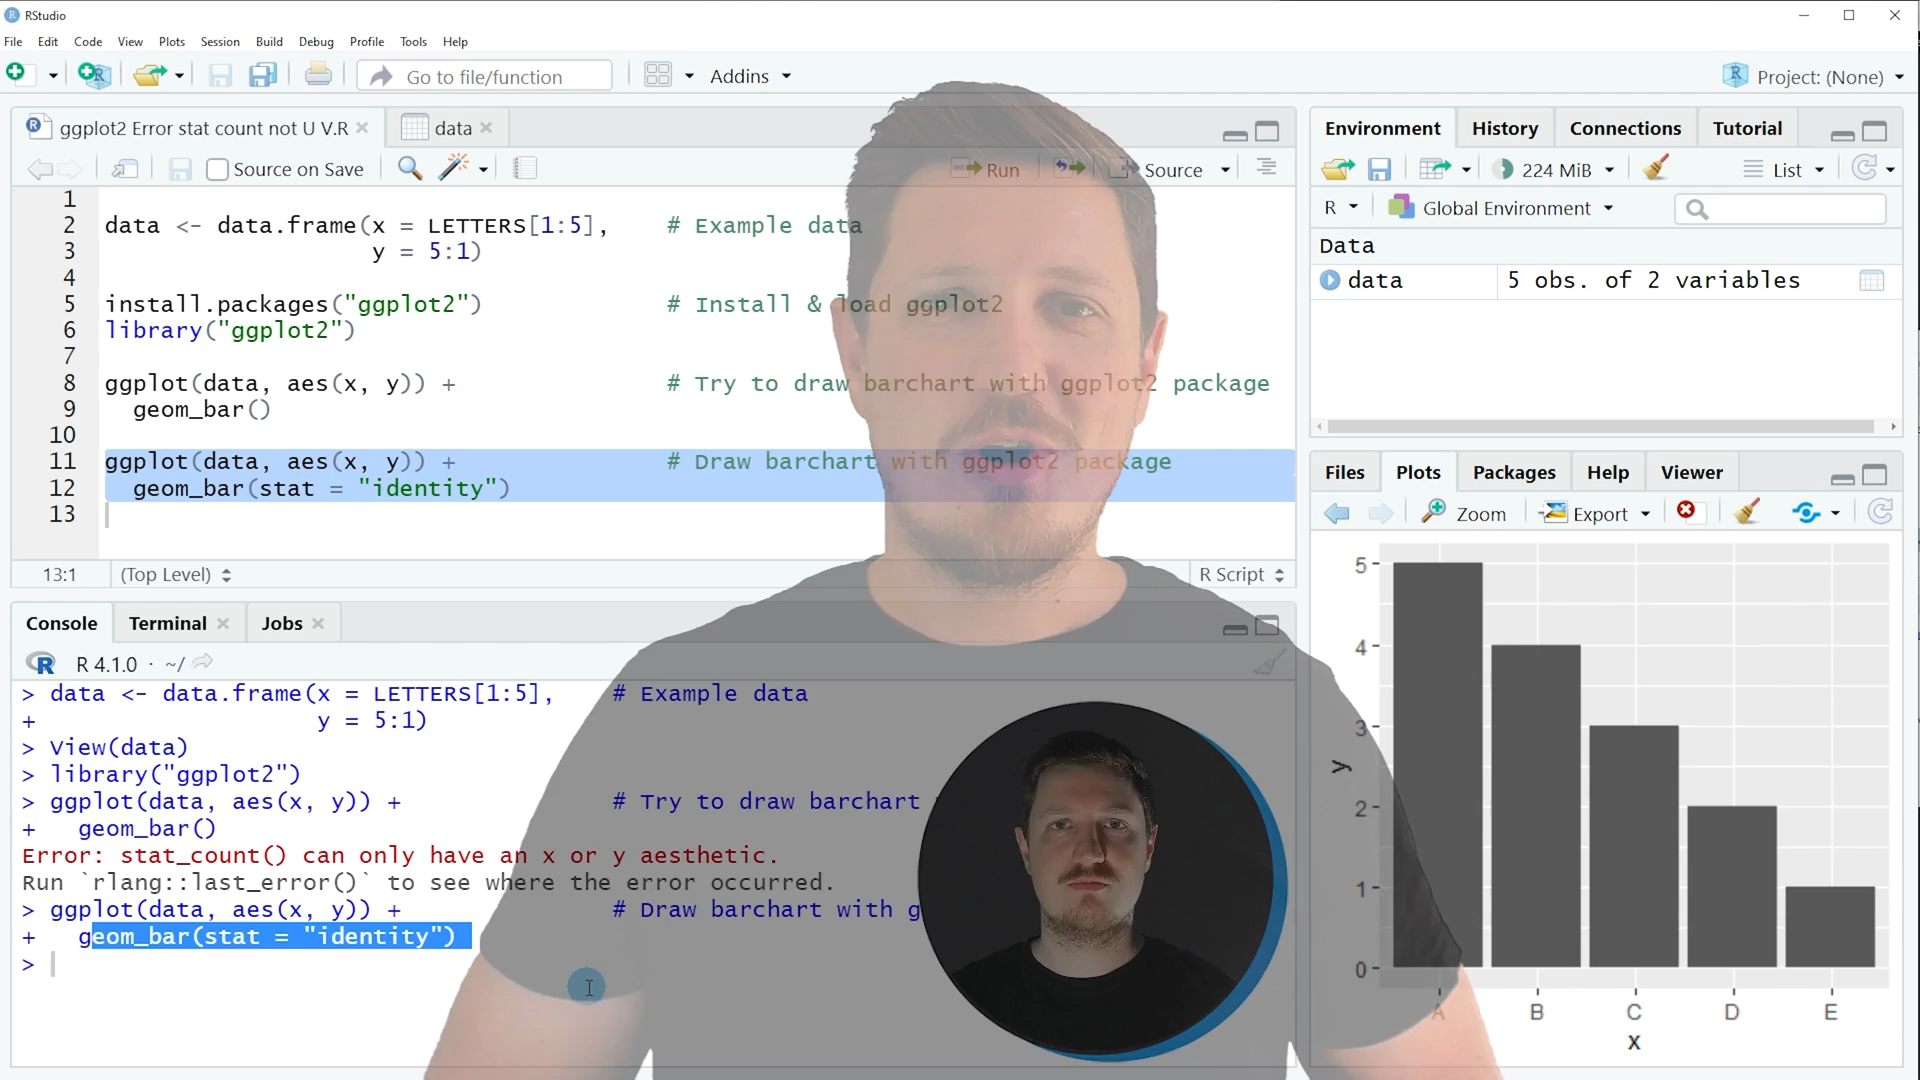 RStudio
File Edit Code View Plots Session Build Debug Profile Tools Help
Go to file/function Addins Project: (None)
ggplot2 Error stat count not U V.R data
Source on Save Run Source
1
2 data <- data.frame(x = LETTERS[1:5], # Example data
3 y = 5:1)
4
5 install.packages("ggplot2") # Install & load ggplot2
6 library("ggplot2")
7
8 ggplot(data, aes(x, y)) + # Try to draw barchart with ggplot2 package
9 geom_bar()
10
11 ggplot(data, aes(x, y)) + # Draw barchart with ggplot2 package
12 geom_bar(stat = "identity")
13
13:1 (Top Level) R Script
Console Terminal Jobs
R 4.1.0 · ~/
> data <- data.frame(x = LETTERS[1:5], # Example data
+ y = 5:1)
> View(data)
> library("ggplot2")
> ggplot(data, aes(x, y)) + # Try to draw barchart
+ geom_bar()
Error: stat_count() can only have an x or y aesthetic.
Run `rlang::last_error()` to see where the error occurred.
> ggplot(data, aes(x, y)) + # Draw barchart with g
+ geom_bar(stat = "identity")
>
Environment History Connections Tutorial
224 MiB List
R Global Environment
Data
data 5 obs. of 2 variables
Files Plots Packages Help Viewer
Zoom Export
5
4
3
y
2
1
0
A B C D E
x